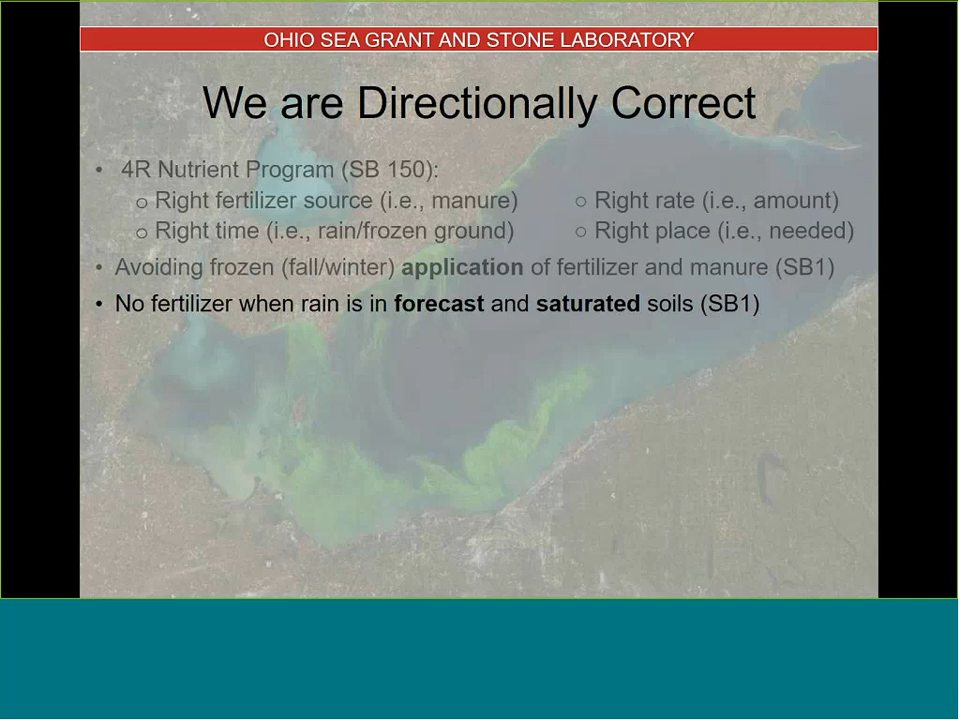 OHIO SEA GRANT AND STONE LABORATORY
We are Directionally Correct
• 4R Nutrient Program (SB 150):
o Right fertilizer source (i.e., manure) ○ Right rate (i.e., amount)
o Right time (i.e., rain/frozen ground) ○ Right place (i.e., needed)
• Avoiding frozen (fall/winter) application of fertilizer and manure (SB1)
• No fertilizer when rain is in forecast and saturated soils (SB1)